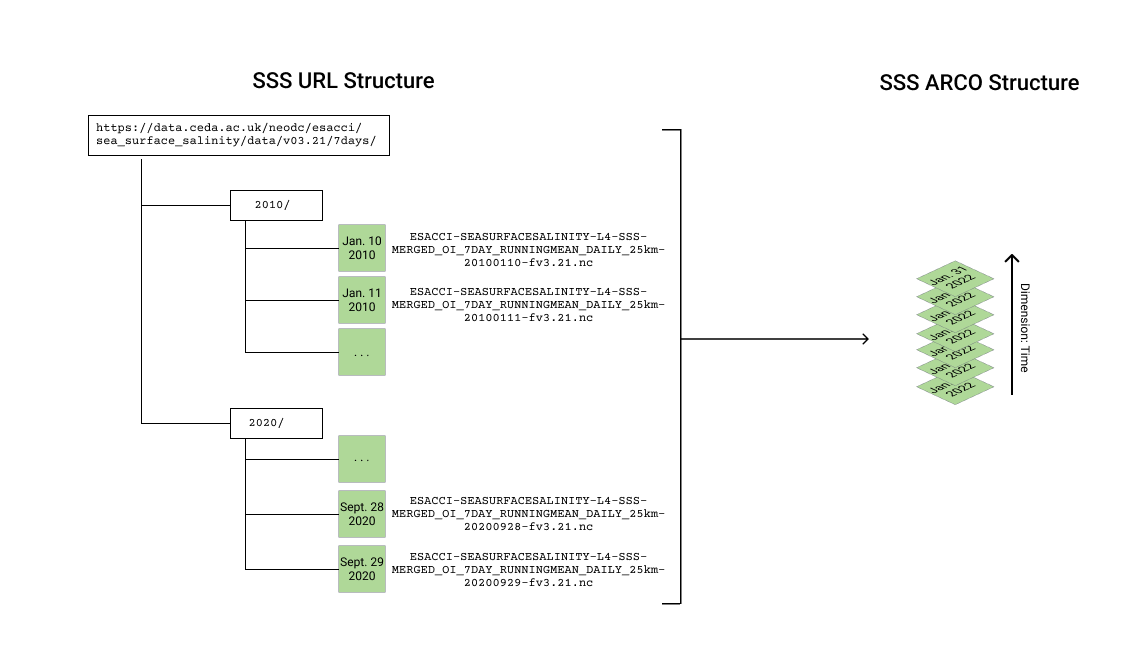 SSS URL Structure
SSS ARCO Structure
https://data.ceda.ac.uk/neodc/esacci/
sea_surface_salinity/data/v03.21/7days/
2010/
Jan. 10
2010
ESACCI-SEASURFACESALINITY-L4-SSS-
MERGED_OI_7DAY_RUNNINGMEAN_DAILY_25km-
20100110-fv3.21.nc
Jan. 11
2010
ESACCI-SEASURFACESALINITY-L4-SSS-
MERGED_OI_7DAY_RUNNINGMEAN_DAILY_25km-
20100111-fv3.21.nc
...
2020/
...
Sept. 28
2020
ESACCI-SEASURFACESALINITY-L4-SSS-
MERGED_OI_7DAY_RUNNINGMEAN_DAILY_25km-
20200928-fv3.21.nc
Sept. 29
2020
ESACCI-SEASURFACESALINITY-L4-SSS-
MERGED_OI_7DAY_RUNNINGMEAN_DAILY_25km-
20200929-fv3.21.nc
Jan. 31
2022
Jan
2022
Jan
2022
Jan
2022
Jan
2022
Jan
2022
Jan
2022
Dimension: Time